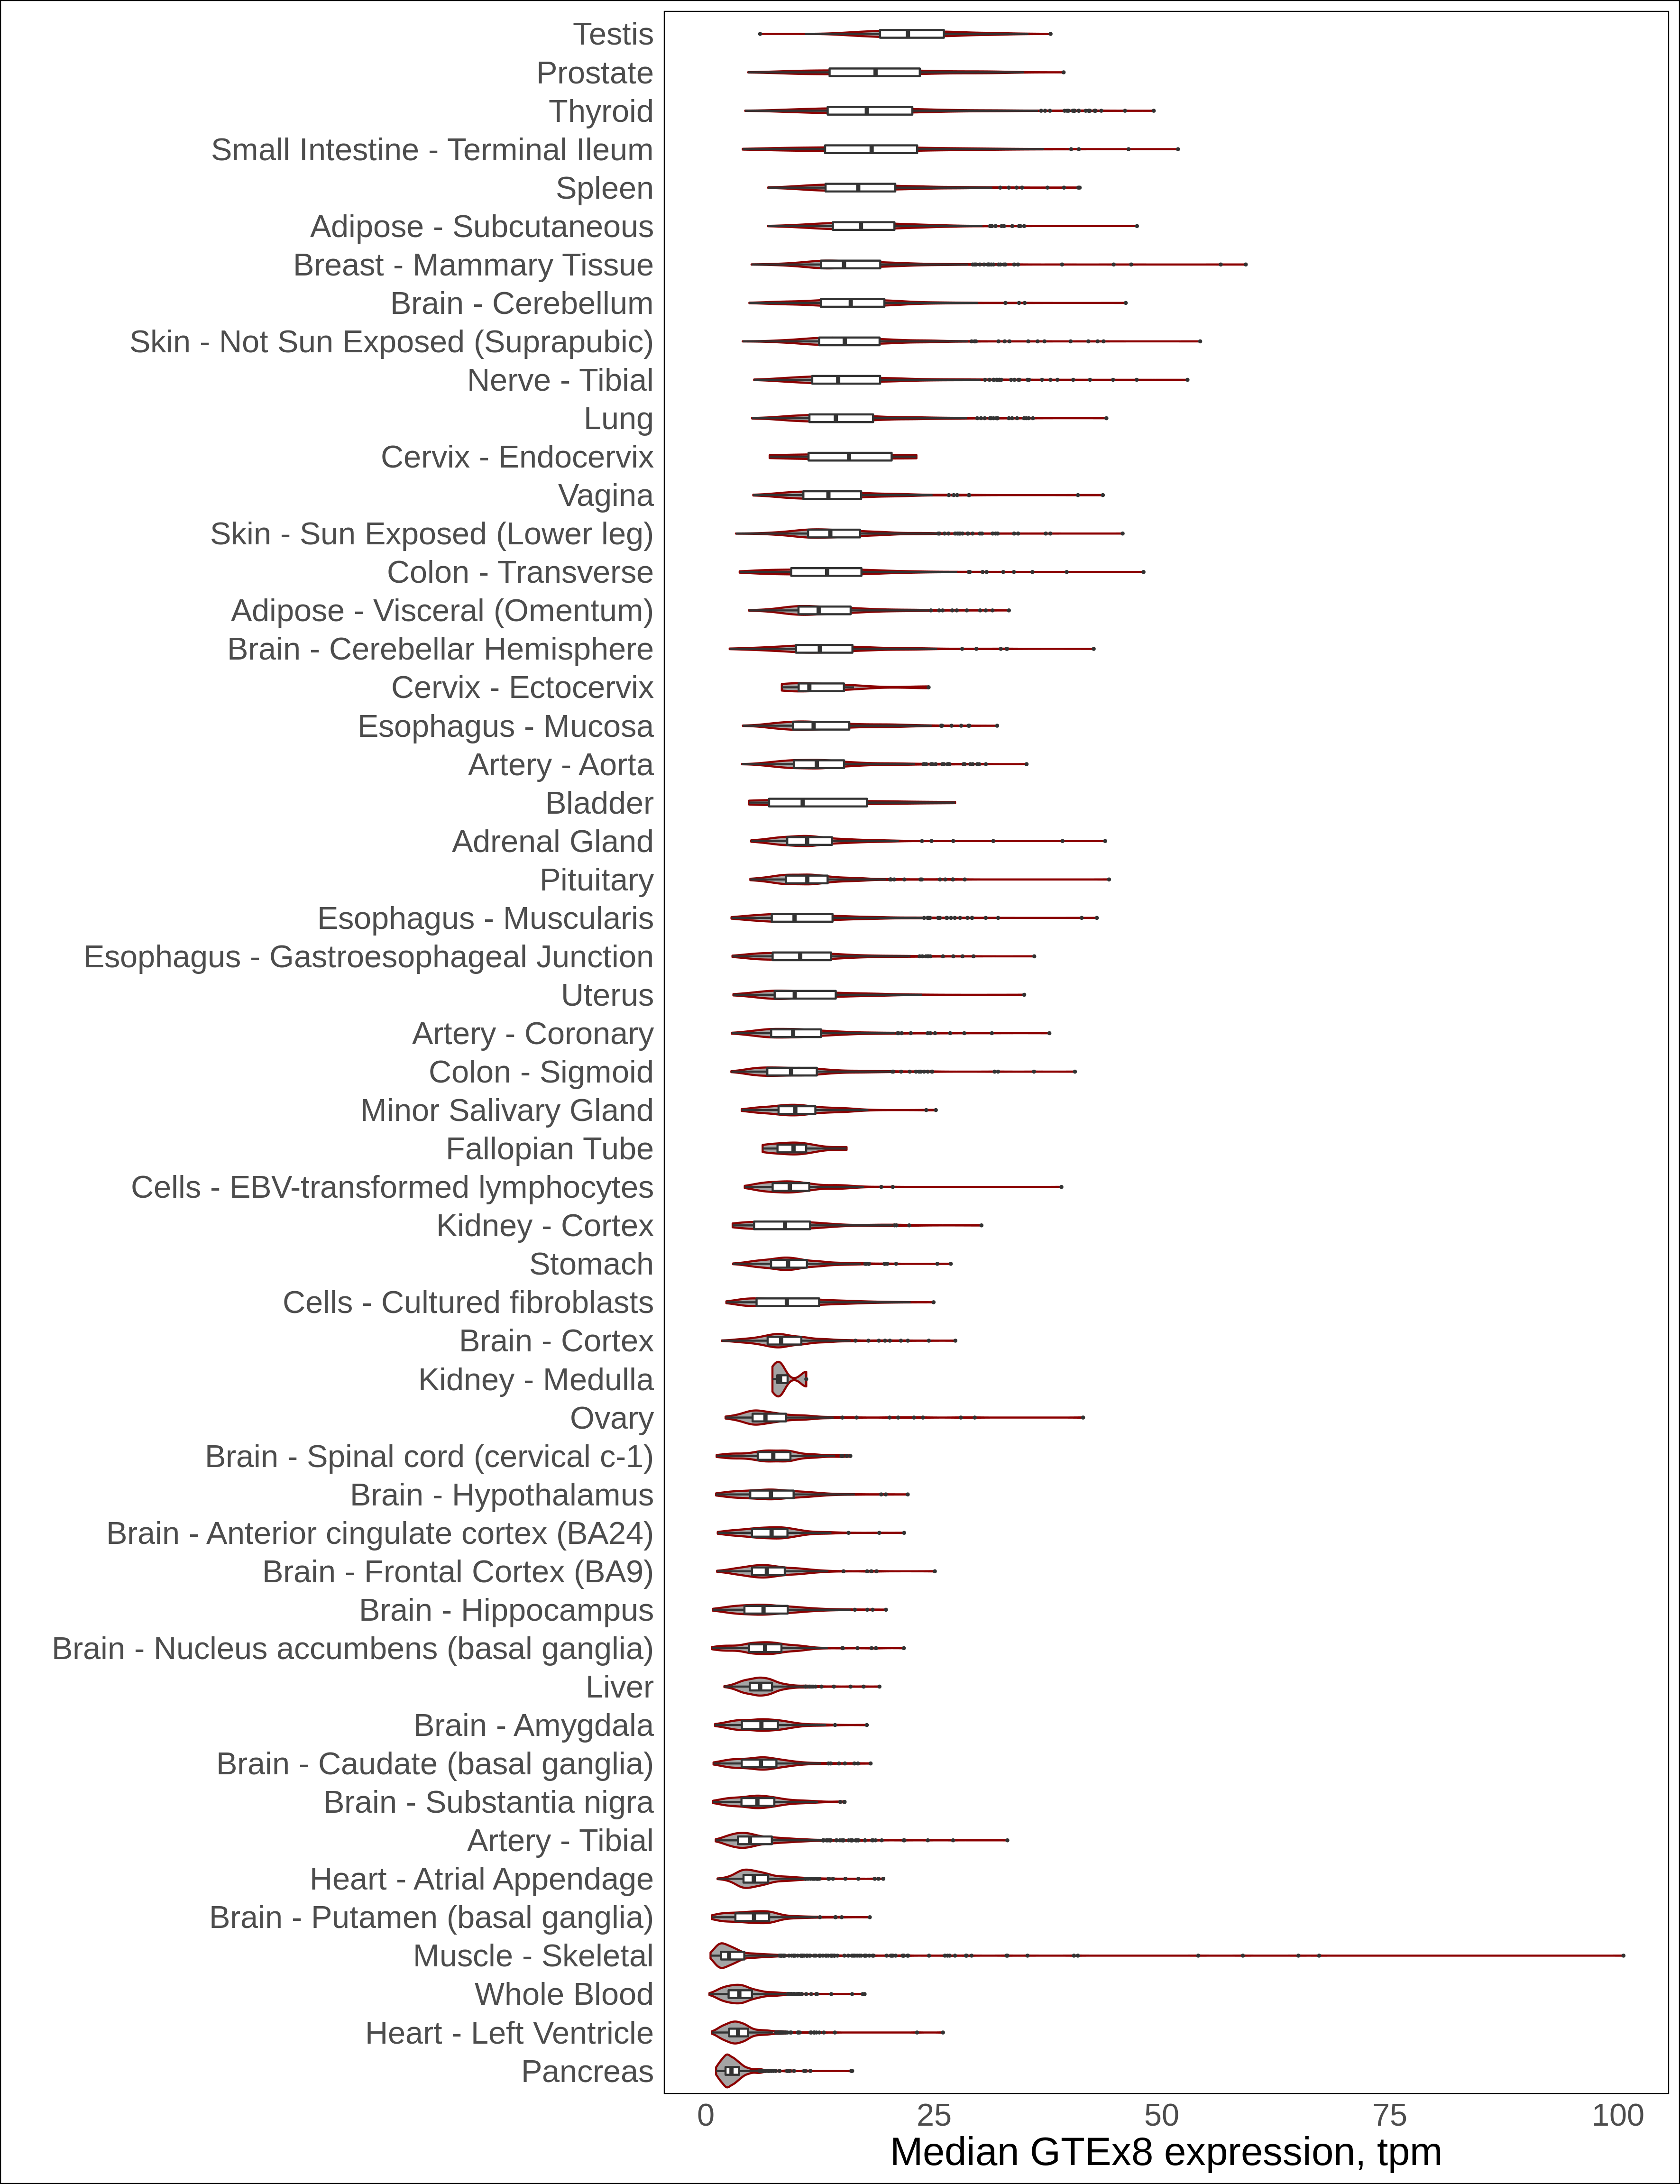 Testis
Prostate
Thyroid
Small Intestine - Terminal Ileum
Spleen
Adipose - Subcutaneous
Breast - Mammary Tissue
Brain - Cerebellum
Skin - Not Sun Exposed (Suprapubic)
Nerve - Tibial
Lung
Cervix - Endocervix
Vagina
Skin - Sun Exposed (Lower leg)
Colon - Transverse
Adipose - Visceral (Omentum)
Brain - Cerebellar Hemisphere
Cervix - Ectocervix
Esophagus - Mucosa
Artery - Aorta
Bladder
Adrenal Gland
Pituitary
Esophagus - Muscularis
Esophagus - Gastroesophageal Junction
Uterus
Artery - Coronary
Colon - Sigmoid
Minor Salivary Gland
Fallopian Tube
Cells - EBV-transformed lymphocytes
Kidney - Cortex
Stomach
Cells - Cultured fibroblasts
Brain - Cortex
Kidney - Medulla
Ovary
Brain - Spinal cord (cervical c-1)
Brain - Hypothalamus
Brain - Anterior cingulate cortex (BA24)
Brain - Frontal Cortex (BA9)
Brain - Hippocampus
Brain - Nucleus accumbens (basal ganglia)
Liver
Brain - Amygdala
Brain - Caudate (basal ganglia)
Brain - Substantia nigra
Artery - Tibial
Heart - Atrial Appendage
Brain - Putamen (basal ganglia)
Muscle - Skeletal
Whole Blood
Heart - Left Ventricle
Pancreas
0 25 50 75 100
Median GTEx8 expression, tpm